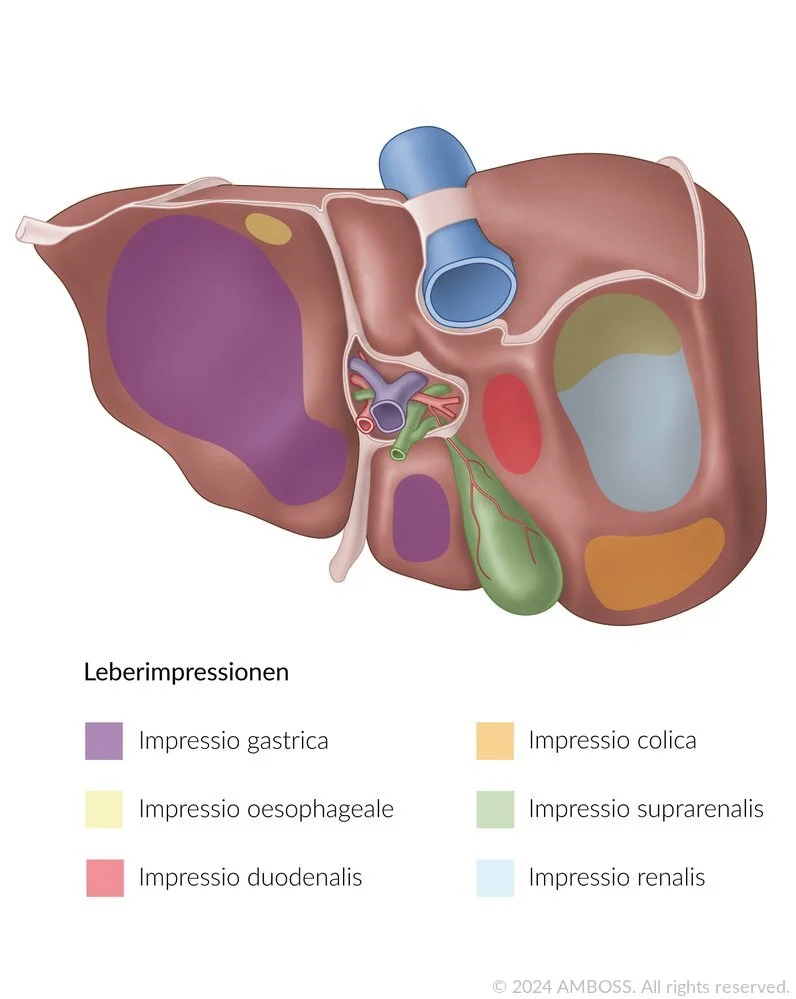 Leberimpressionen
Impressio gastrica
Impressio oesophageale
Impressio duodenalis
Impressio colica
Impressio suprarenalis
Impressio renalis
© 2024 AMBOSS. All rights reserved.